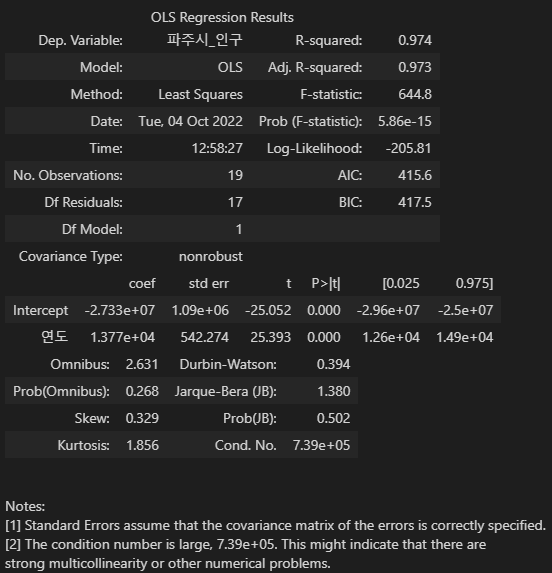 OLS Regression Results
Dep. Variable: 파주시_인구 R-squared: 0.974
Model: OLS Adj. R-squared: 0.973
Method: Least Squares F-statistic: 644.8
Date: Tue, 04 Oct 2022 Prob (F-statistic): 5.86e-15
Time: 12:58:27 Log-Likelihood: -205.81
No. Observations: 19 AIC: 415.6
Df Residuals: 17 BIC: 417.5
Df Model: 1
Covariance Type: nonrobust
coef std err t P>|t| [0.025 0.975]
Intercept -2.733e+07 1.09e+06 -25.052 0.000 -2.96e+07 -2.5e+07
연도 1.377e+04 542.274 25.393 0.000 1.26e+04 1.49e+04
Omnibus: 2.631 Durbin-Watson: 0.394
Prob(Omnibus): 0.268 Jarque-Bera (JB): 1.380
Skew: 0.329 Prob(JB): 0.502
Kurtosis: 1.856 Cond. No. 7.39e+05
Notes:
[1] Standard Errors assume that the covariance matrix of the errors is correctly specified.
[2] The condition number is large, 7.39e+05. This might indicate that there are
strong multicollinearity or other numerical problems.